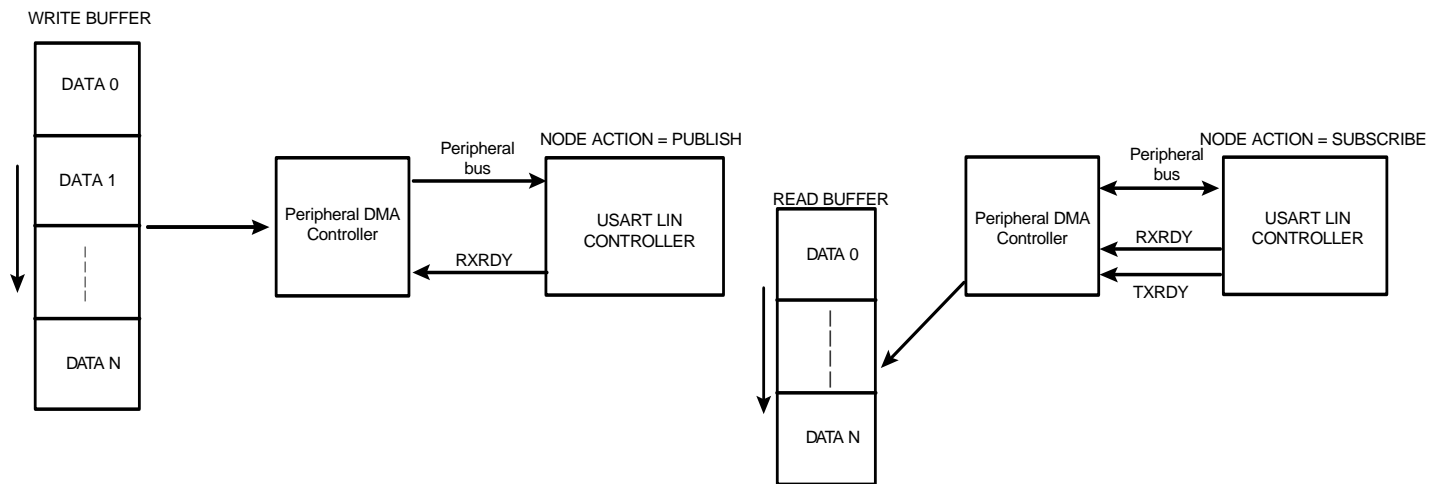 WRITE BUFFER
DATA 0
DATA 1
DATA N
Peripheral DMA
Controller
Peripheral
bus
RXRDY
NODE ACTION = PUBLISH
USART LIN
CONTROLLER
READ BUFFER
DATA 0
DATA N
Peripheral DMA
Controller
Peripheral
bus
RXRDY
TXRDY
NODE ACTION = SUBSCRIBE
USART LIN
CONTROLLER